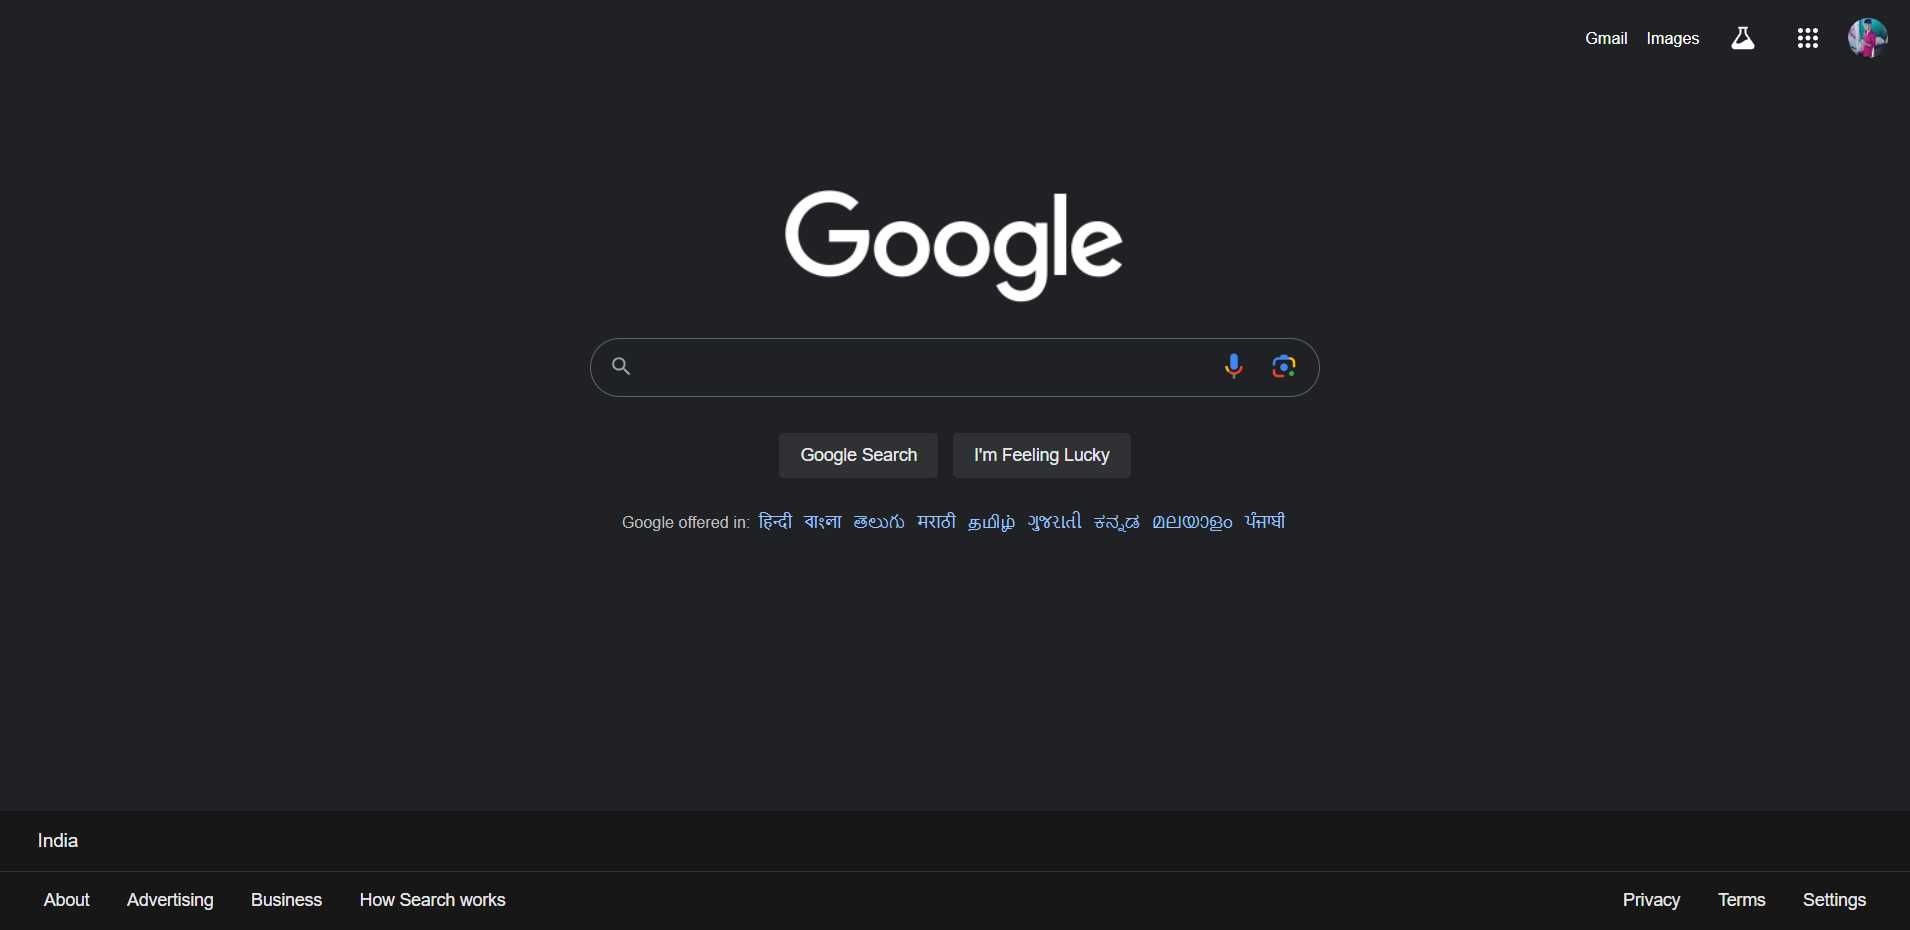 Gmail Images
Google
Google Search I'm Feeling Lucky
Google offered in: हिन्दी বাংলা తెలుగు मराठी தமிழ் ગુજરાતી ಕನ್ನಡ മലയാളം ਪੰਜਾਬੀ
India
About Advertising Business How Search works Privacy Terms Settings